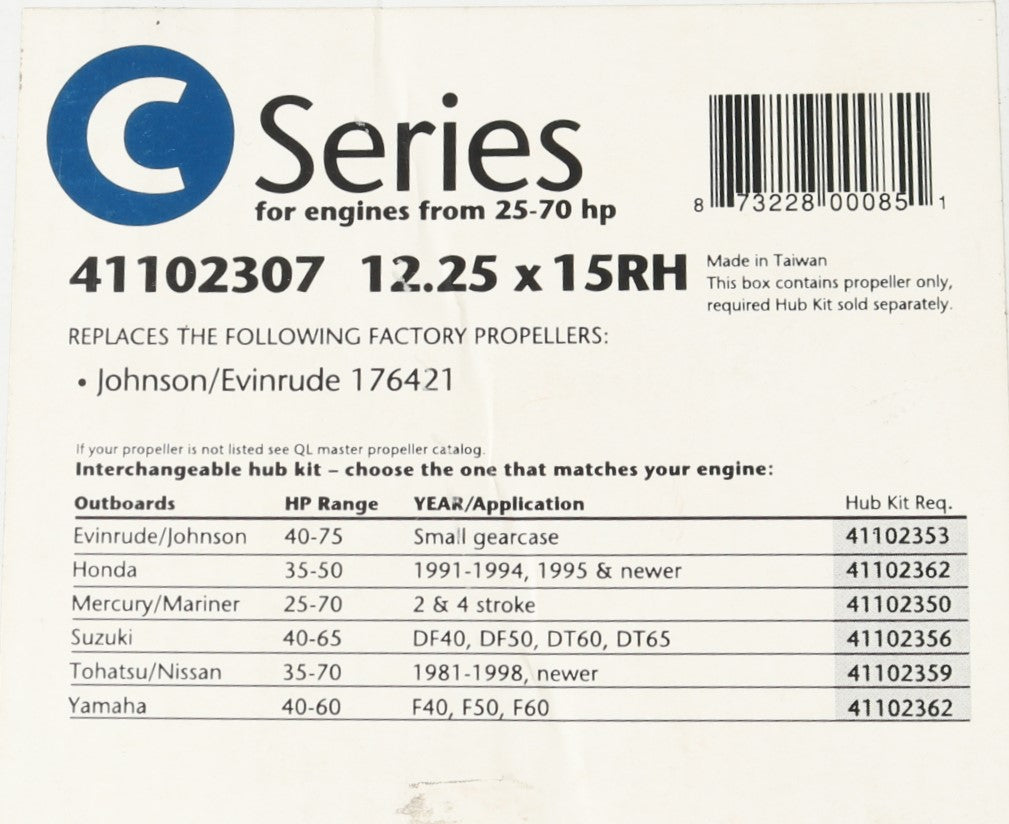 C Series
for engines from 25-70 hp
8 73228 00085 1
41102307 12.25 x 15RH
Made in Taiwan
This box contains propeller only,
required Hub Kit sold separately.
REPLACES THE FOLLOWING FACTORY PROPELLERS:
• Johnson/Evinrude 176421
If your propeller is not listed see QL master propeller catalog.
Interchangeable hub kit – choose the one that matches your engine:
Outboards HP Range YEAR/Application Hub Kit Req.
Evinrude/Johnson 40-75 Small gearcase 41102353
Honda 35-50 1991-1994, 1995 & newer 41102362
Mercury/Mariner 25-70 2 & 4 stroke 41102350
Suzuki 40-65 DF40, DF50, DT60, DT65 41102356
Tohatsu/Nissan 35-70 1981-1998, newer 41102359
Yamaha 40-60 F40, F50, F60 41102362